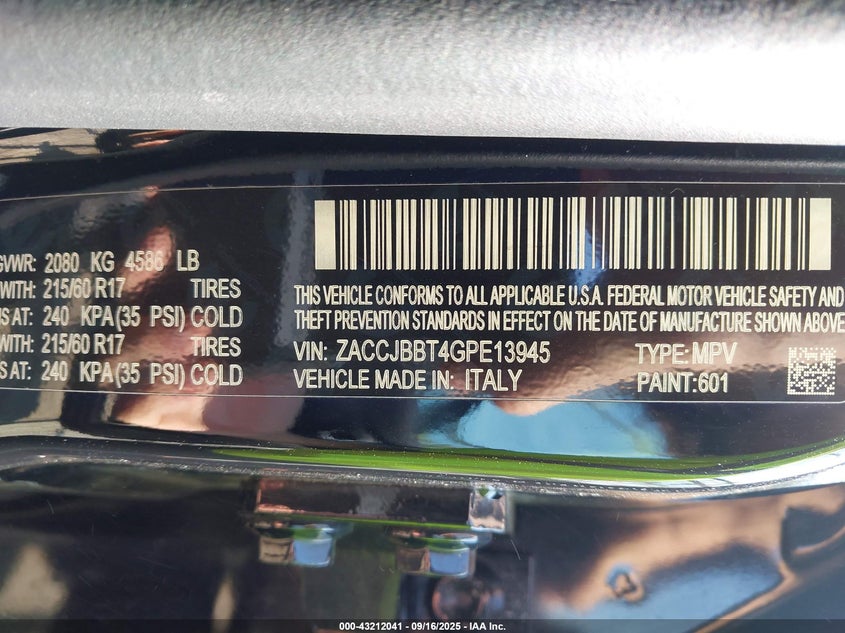 GVWR: 2080 KG 4586 LB
WITH: 215/60 R17 TIRES
S AT: 240 KPA(35 PSI) COLD
WITH: 215/60 R17 TIRES
S AT: 240 KPA(35 PSI) COLD
THIS VEHICLE CONFORMS TO ALL APPLICABLE U.S.A. FEDERAL MOTOR VEHICLE SAFETY AND
THEFT PREVENTION STANDARDS IN EFFECT ON THE DATE OF MANUFACTURE SHOWN ABOVE
VIN: ZACCJBBT4GPE13945 TYPE: MPV
VEHICLE MADE IN: ITALY PAINT:601
000-43212041 - 09/16/2025 - IAA Inc.